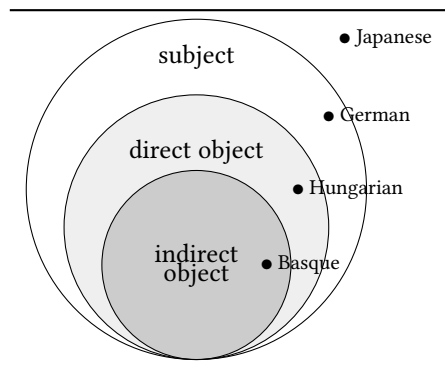 Japanese
subject
German
direct object
Hungarian
indirect
object
Basque